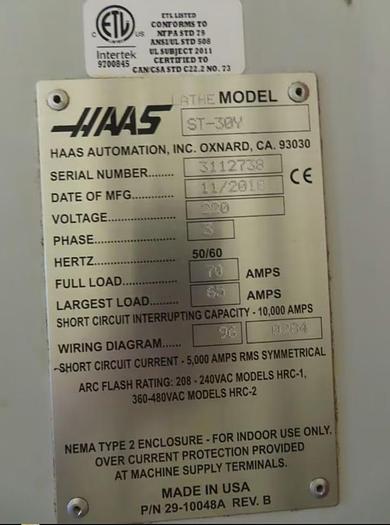 ETL LISTED
CONFORMS TO
NFPA STD 79
ANSI/UL STD 508
UL SUBJECT 2011
CERTIFIED TO
CAN/CSA STD C22.2 NO. 73
C ETL US
Intertek
9700845
HAAS LATHE MODEL
ST-30Y
HAAS AUTOMATION, INC. OXNARD, CA. 93030
SERIAL NUMBER........ 3112738
DATE OF MFG........... 11/2018 CE
VOLTAGE.................. 220
PHASE...................... 3
HERTZ...................... 50/60
FULL LOAD............... 70 AMPS
LARGEST LOAD........ 65 AMPS
SHORT CIRCUIT INTERRUPTING CAPACITY - 10,000 AMPS
WIRING DIAGRAM....... 96 0284
-SHORT CIRCUIT CURRENT - 5,000 AMPS RMS SYMMETRICAL
ARC FLASH RATING: 208 - 240VAC MODELS HRC-1,
360-480VAC MODELS HRC-2
NEMA TYPE 2 ENCLOSURE - FOR INDOOR USE ONLY.
OVER CURRENT PROTECTION PROVIDED
AT MACHINE SUPPLY TERMINALS.
MADE IN USA
P/N 29-10048A REV. B